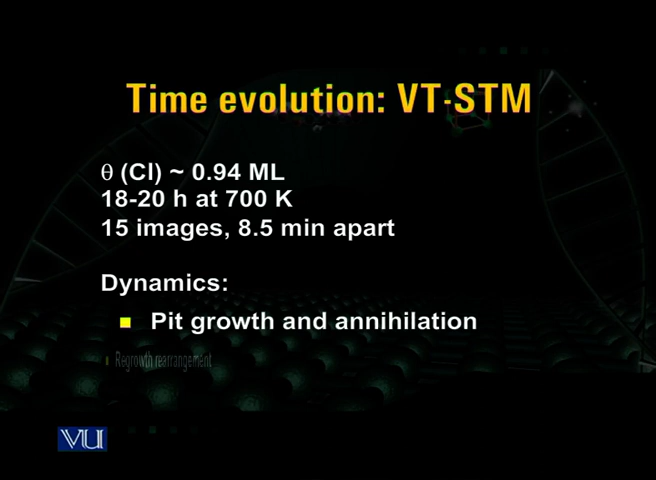 Time evolution: VT-STM
θ (Cl) ~ 0.94 ML
18-20 h at 700 K
15 images, 8.5 min apart
Dynamics:
Pit growth and annihilation
Regrowth rearrangement
VU